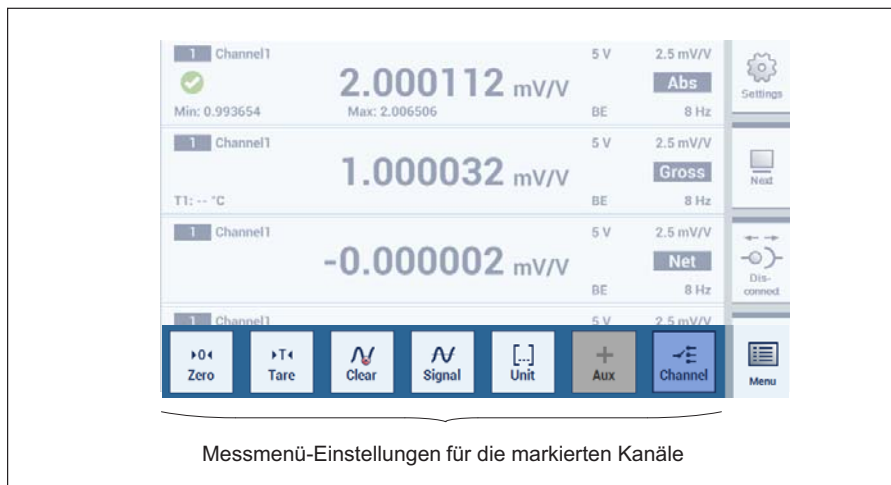 1 Channel1 5 V 2.5 mV/V
2.000112 mV/V Abs
Min: 0.993654 Max: 2.006506 BE 8 Hz
Settings
1 Channel1 5 V 2.5 mV/V
1.000032 mV/V Gross
T1: -- °C BE 8 Hz
Next
1 Channel1 5 V 2.5 mV/V
-0.000002 mV/V Net
BE 8 Hz
Dis-
connect
1 Channel1 5 V 2.5 mV/V
▸0◂ ▸T◂ [...] +
Zero Tare Clear Signal Unit Aux Channel Menu
Messmenü-Einstellungen für die markierten Kanäle